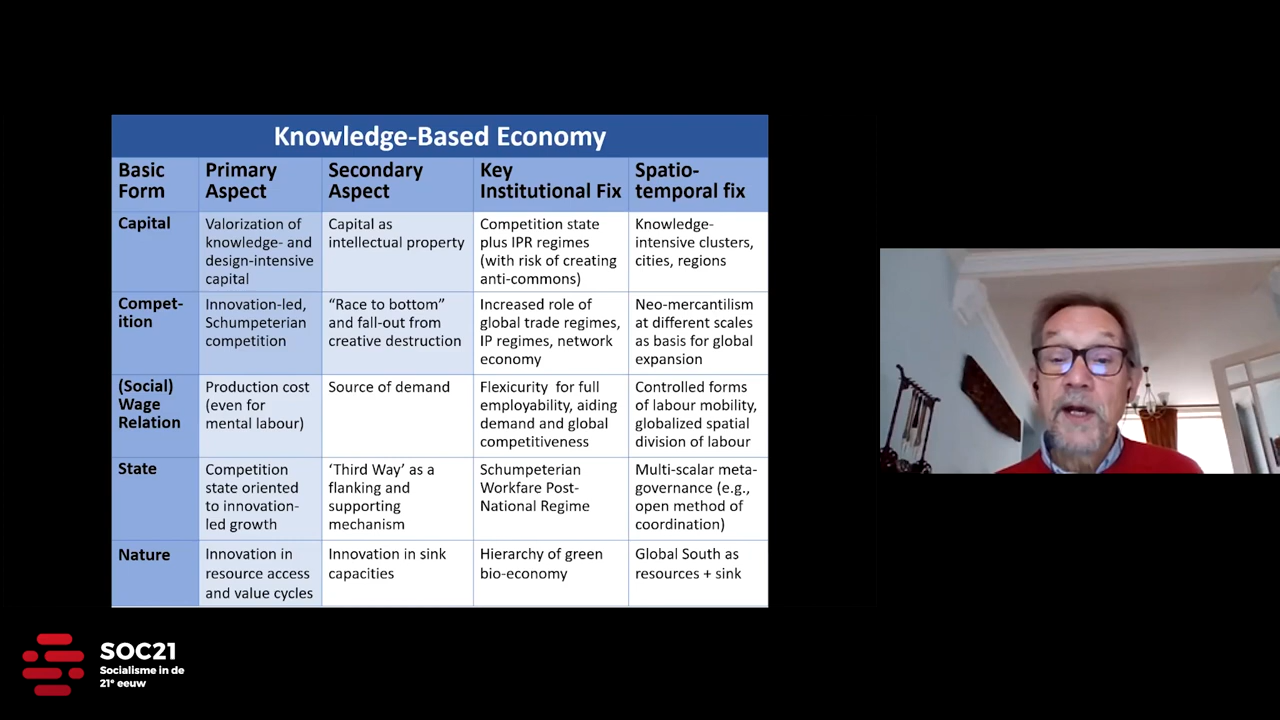 Knowledge-Based Economy
Basic
Form
Primary
Aspect
Secondary
Aspect
Key
Institutional Fix
Spatio-
temporal fix
Capital
Valorization of
knowledge- and
design-intensive
capital
Capital as
intellectual property
Competition state
plus IPR regimes
(with risk of creating
anti-commons)
Knowledge-
intensive clusters,
cities, regions
Compet-
ition
Innovation-led,
Schumpeterian
competition
“Race to bottom”
and fall-out from
creative destruction
Increased role of
global trade regimes,
IP regimes, network
economy
Neo-mercantilism
at different scales
as basis for global
expansion
(Social)
Wage
Relation
Production cost
(even for
mental labour)
Source of demand
Flexicurity for full
employability, aiding
demand and global
competitiveness
Controlled forms
of labour mobility,
globalized spatial
division of labour
State
Competition
state oriented
to innovation-
led growth
‘Third Way’ as a
flanking and
supporting
mechanism
Schumpeterian
Workfare Post-
National Regime
Multi-scalar meta-
governance (e.g.,
open method of
coordination)
Nature
Innovation in
resource access
and value cycles
Innovation in sink
capacities
Hierarchy of green
bio-economy
Global South as
resources + sink
SOC21
Socialisme in de
21e eeuw